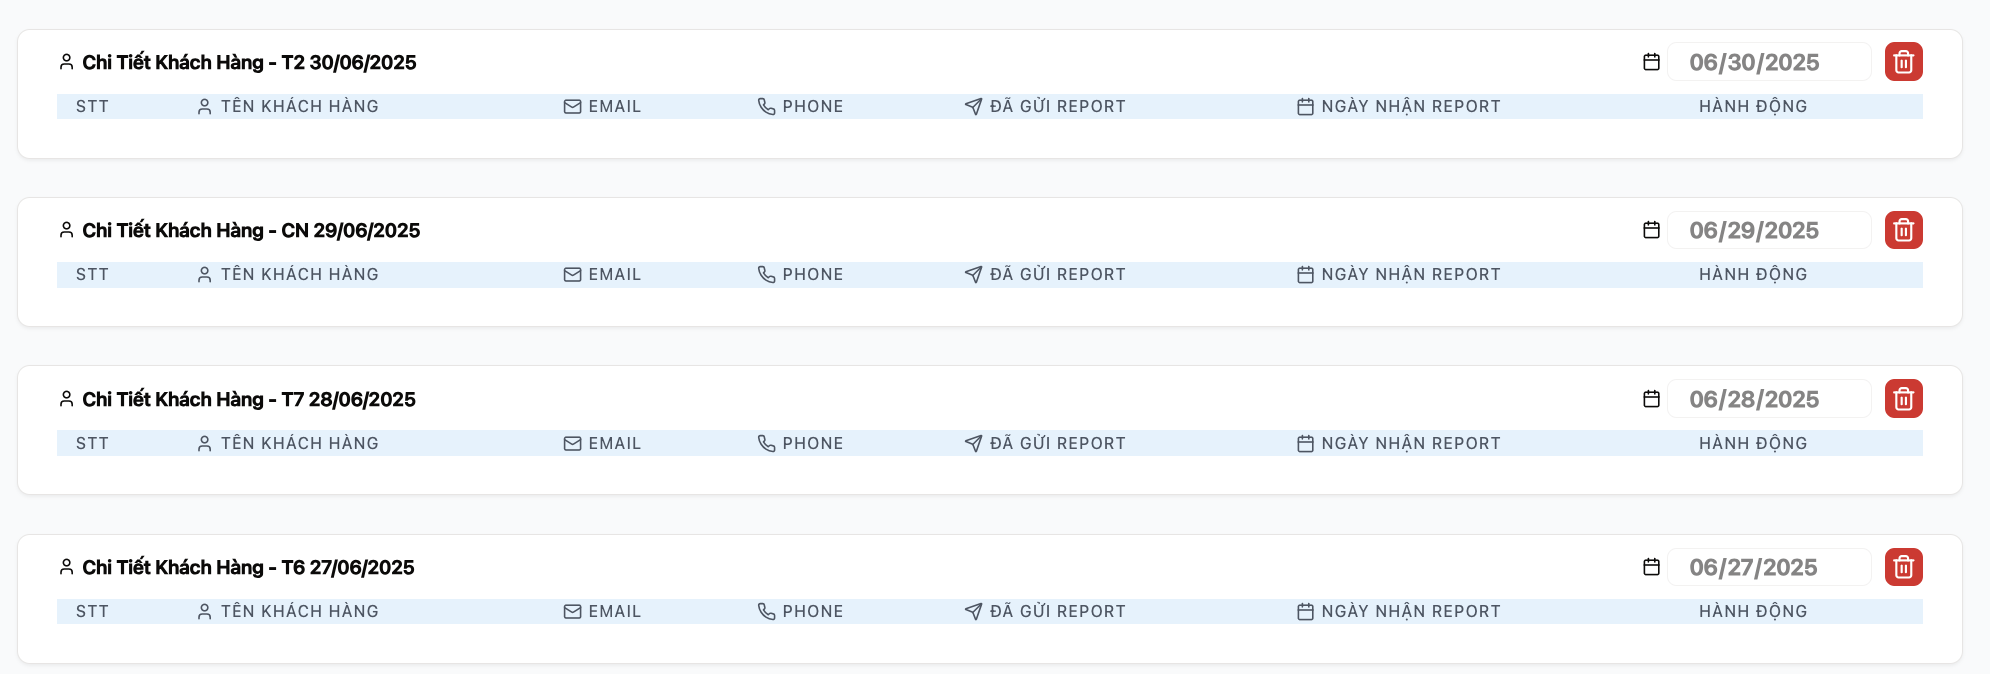 Chi Tiết Khách Hàng - T2 30/06/2025 06/30/2025
STT TÊN KHÁCH HÀNG EMAIL PHONE ĐÃ GỬI REPORT NGÀY NHẬN REPORT HÀNH ĐỘNG
Chi Tiết Khách Hàng - CN 29/06/2025 06/29/2025
STT TÊN KHÁCH HÀNG EMAIL PHONE ĐÃ GỬI REPORT NGÀY NHẬN REPORT HÀNH ĐỘNG
Chi Tiết Khách Hàng - T7 28/06/2025 06/28/2025
STT TÊN KHÁCH HÀNG EMAIL PHONE ĐÃ GỬI REPORT NGÀY NHẬN REPORT HÀNH ĐỘNG
Chi Tiết Khách Hàng - T6 27/06/2025 06/27/2025
STT TÊN KHÁCH HÀNG EMAIL PHONE ĐÃ GỬI REPORT NGÀY NHẬN REPORT HÀNH ĐỘNG